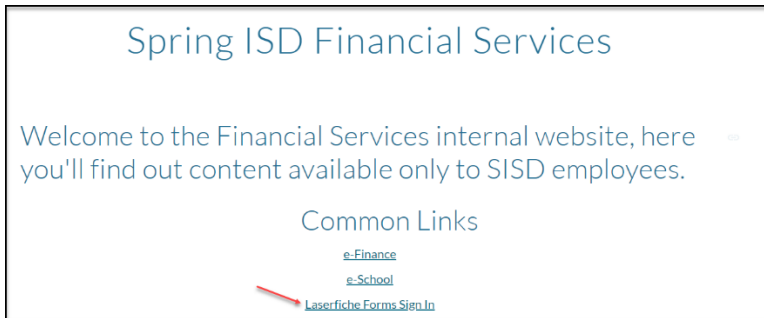 Spring ISD Financial Services
Welcome to the Financial Services internal website, here
you'll find out content available only to SISD employees.
Common Links
e-Finance
e-School
Laserfiche Forms Sign In